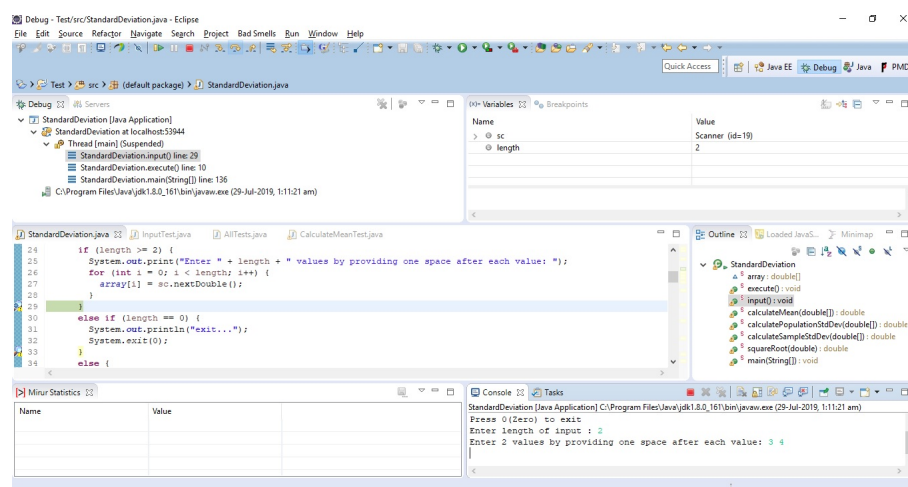 Debug - Test/src/StandardDeviation.java - Eclipse
File Edit Source Refactor Navigate Search Project Bad Smells Run Window Help
Quick Access Java EE Debug Java PMD
Test src (default package) StandardDeviation.java
Debug Servers
StandardDeviation [Java Application]
StandardDeviation at localhost:53944
Thread [main] (Suspended)
StandardDeviation.input() line: 29
StandardDeviation.execute() line: 10
StandardDeviation.main(String[]) line: 136
C:\Program Files\Java\jdk1.8.0_161\bin\javaw.exe (29-Jul-2019, 1:11:21 am)
(x)= Variables Breakpoints
Name Value
sc Scanner (id=19)
length 2
StandardDeviation.java InputTest.java AllTests.java CalculateMeanTest.java
24 if (length >= 2) {
25 System.out.print("Enter " + length + " values by providing one space after each value: ");
26 for (int i = 0; i < length; i++) {
27 array[i] = sc.nextDouble();
28 }
29 }
30 else if (length == 0) {
31 System.out.println("exit...");
32 System.exit(0);
33 }
34 else {
Outline Loaded JavaS... Minimap
StandardDeviation
array : double[]
execute() : void
input() : void
calculateMean(double[]) : double
calculatePopulationStdDev(double[]) : double
calculateSampleStdDev(double[]) : double
squareRoot(double) : double
main(String[]) : void
Mirur Statistics
Name Value
Console Tasks
StandardDeviation [Java Application] C:\Program Files\Java\jdk1.8.0_161\bin\javaw.exe (29-Jul-2019, 1:11:21 am)
Press 0(Zero) to exit
Enter length of input : 2
Enter 2 values by providing one space after each value: 3 4